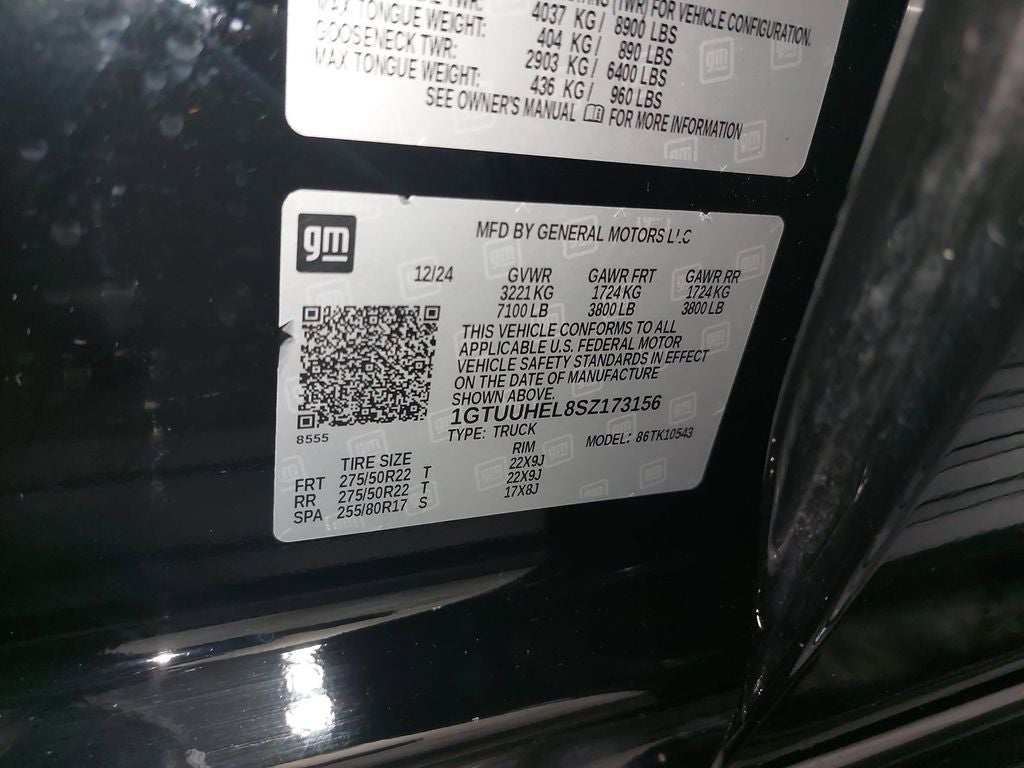 TWR:
(TWR) FOR VEHICLE CONFIGURATION.
MAX TONGUE WEIGHT: 4037 KG / 8900 LBS
404 KG / 890 LBS
GOOSENECK TWR: 2903 KG / 6400 LBS
MAX TONGUE WEIGHT: 436 KG / 960 LBS
SEE OWNER'S MANUAL FOR MORE INFORMATION
gm
MFD BY GENERAL MOTORS LLC
12/24 GVWR GAWR FRT GAWR RR
3221 KG 1724 KG 1724 KG
7100 LB 3800 LB 3800 LB
THIS VEHICLE CONFORMS TO ALL
APPLICABLE U.S. FEDERAL MOTOR
VEHICLE SAFETY STANDARDS IN EFFECT
ON THE DATE OF MANUFACTURE
SHOWN ABOVE.
1GTUUHEL8SZ173156
8555
TYPE: TRUCK MODEL: 86TK10543
TIRE SIZE RIM
FRT 275/50R22 T 22X9J
RR 275/50R22 T 22X9J
SPA 255/80R17 S 17X8J